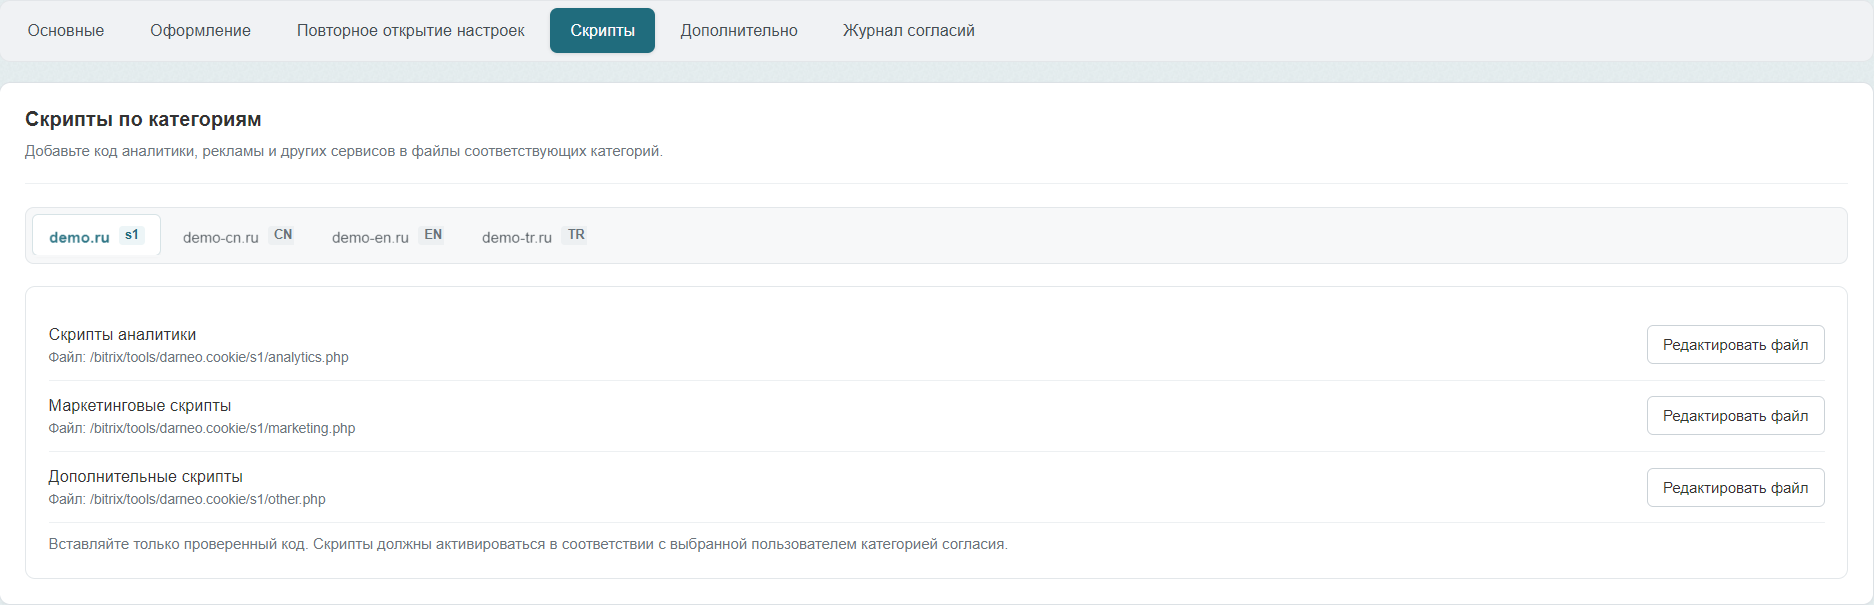 Основные Оформление Повторное открытие настроек Скрипты Дополнительно Журнал согласий
Скрипты по категориям
Добавьте код аналитики, рекламы и других сервисов в файлы соответствующих категорий.
demo.ru s1 demo-cn.ru CN demo-en.ru EN demo-tr.ru TR
Скрипты аналитики
Файл: /bitrix/tools/darneo.cookie/s1/analytics.php
Редактировать файл
Маркетинговые скрипты
Файл: /bitrix/tools/darneo.cookie/s1/marketing.php
Редактировать файл
Дополнительные скрипты
Файл: /bitrix/tools/darneo.cookie/s1/other.php
Редактировать файл
Вставляйте только проверенный код. Скрипты должны активироваться в соответствии с выбранной пользователем категорией согласия.